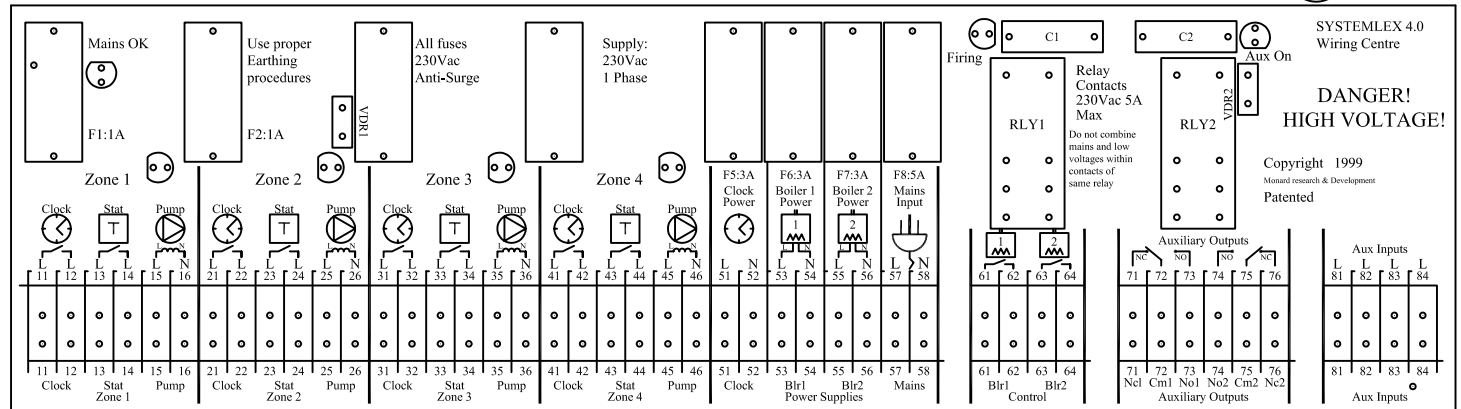 Mains OK
F1:1A
Use proper
Earthing
procedures
F2:1A
VDR1
All fuses
230Vac
Anti-Surge
Supply:
230Vac
1 Phase
Firing
C1
C2
Aux On
RLY1
Relay
Contacts
230Vac 5A
Max
Do not combine
mains and low
voltages within
contacts of
same relay
RLY2
VDR2
SYSTEMLEX 4.0
Wiring Centre
DANGER!
HIGH VOLTAGE!
Copyright 1999
Monard research & Development
Patented
Zone 1 Zone 2 Zone 3 Zone 4
F5:3A F6:3A F7:3A F8:5A
Clock Boiler 1 Boiler 2 Mains
Power Power Power Input
Clock Stat Pump Clock Stat Pump Clock Stat Pump Clock Stat Pump
T T T T 1 2
L N L N L N L N L N L N
L L L L L N L L L L L N L L L L L N L L L L L N L N L N
1 2
Auxiliary Outputs
NC NO NO NC
Aux Inputs
L L L L
11 12 13 14 15 16 21 22 23 24 25 26 31 32 33 34 35 36 41 42 43 44 45 46 51 52 53 54 55 56 57 58 61 62 63 64 71 72 73 74 75 76 81 82 83 84
11 12 13 14 15 16 21 22 23 24 25 26 31 32 33 34 35 36 41 42 43 44 45 46 51 52 53 54 55 56 57 58 61 62 63 64 71 72 73 74 75 76 81 82 83 84
Clock Stat Pump Clock Stat Pump Clock Stat Pump Clock Stat Pump Clock Blr1 Blr2 Mains Blr1 Blr2 Ncl Cm1 No1 No2 Cm2 Nc2
Zone 1 Zone 2 Zone 3 Zone 4 Power Supplies Control Auxiliary Outputs Aux Inputs